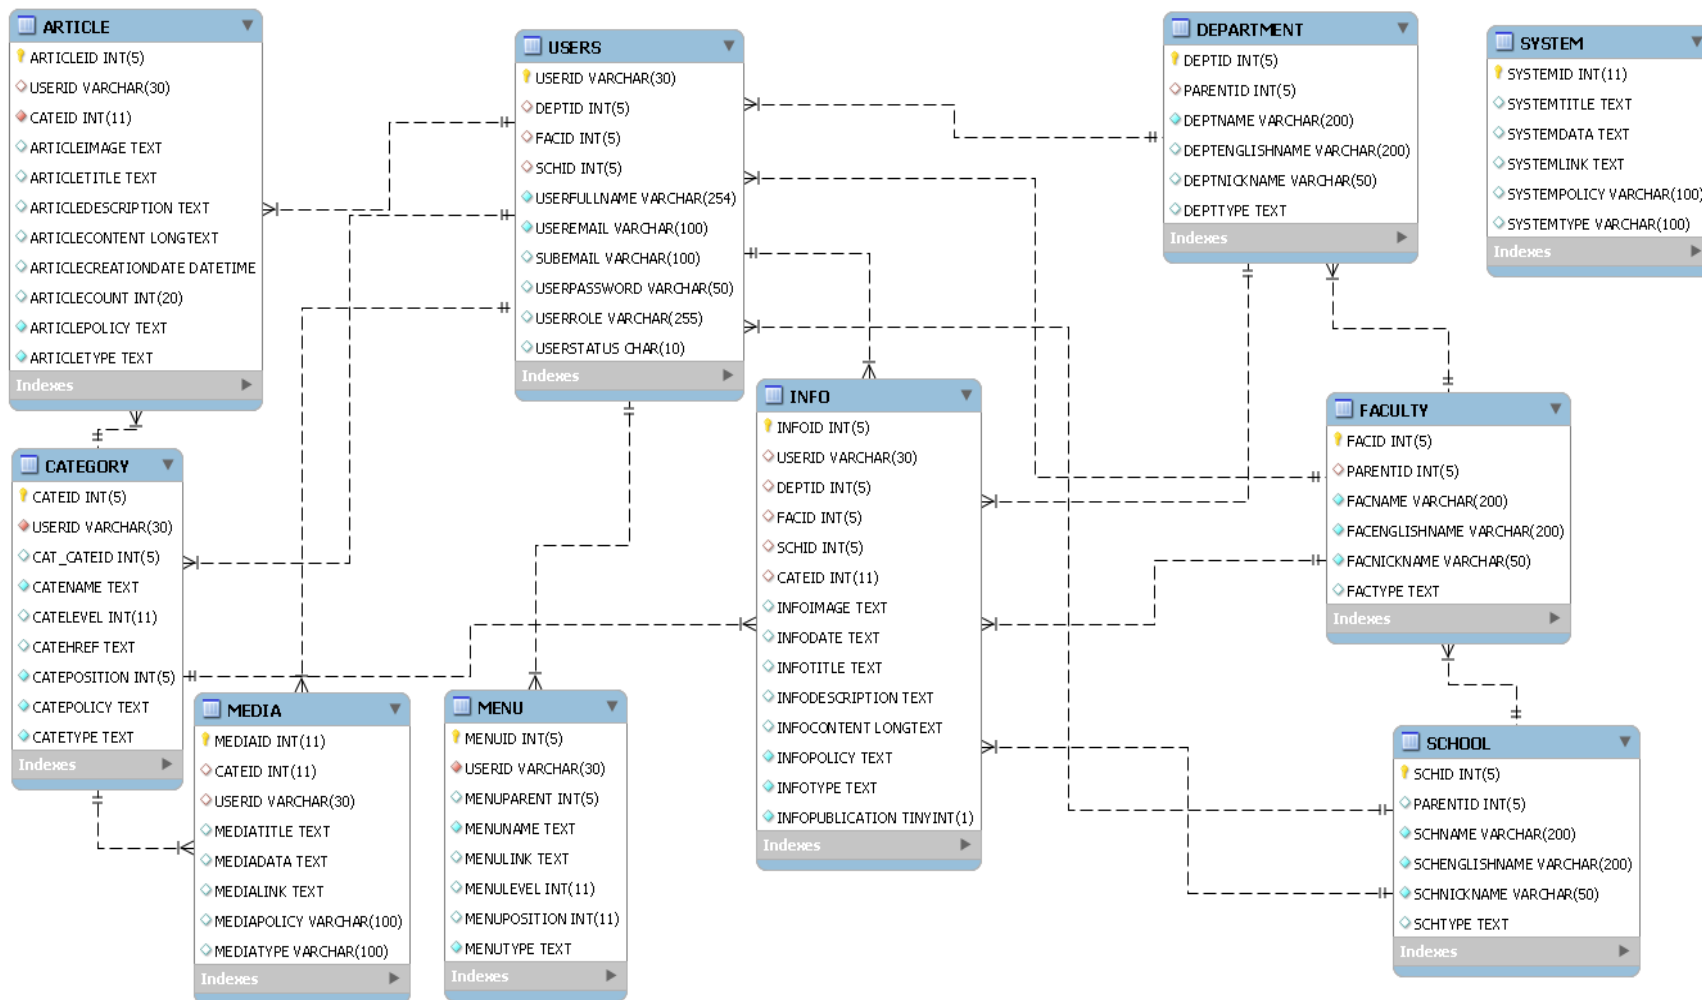 ARTICLE
ARTICLEID INT(5)
USERID VARCHAR(30)
CATEID INT(11)
ARTICLEIMAGE TEXT
ARTICLETITLE TEXT
ARTICLEDESCRIPTION TEXT
ARTICLECONTENT LONGTEXT
ARTICLECREATIONDATE DATETIME
ARTICLECOUNT INT(20)
ARTICLEPOLICY TEXT
ARTICLETYPE TEXT
Indexes
USERS
USERID VARCHAR(30)
DEPTID INT(5)
FACID INT(5)
SCHID INT(5)
USERFULLNAME VARCHAR(254)
USEREMAIL VARCHAR(100)
SUBEMAIL VARCHAR(100)
USERPASSWORD VARCHAR(50)
USERROLE VARCHAR(255)
USERSTATUS CHAR(10)
Indexes
DEPARTMENT
DEPTID INT(5)
PARENTID INT(5)
DEPTNAME VARCHAR(200)
DEPTENGLISHNAME VARCHAR(200)
DEPTNICKNAME VARCHAR(50)
DEPTTYPE TEXT
Indexes
SYSTEM
SYSTEMID INT(11)
SYSTEMTITLE TEXT
SYSTEMDATA TEXT
SYSTEMLINK TEXT
SYSTEMPOLICY VARCHAR(100)
SYSTEMTYPE VARCHAR(100)
Indexes
CATEGORY
CATEID INT(5)
USERID VARCHAR(30)
CAT_CATEID INT(5)
CATENAME TEXT
CATELEVEL INT(11)
CATEHREF TEXT
CATEPOSITION INT(5)
CATEPOLICY TEXT
CATETYPE TEXT
Indexes
INFO
INFOID INT(5)
USERID VARCHAR(30)
DEPTID INT(5)
FACID INT(5)
SCHID INT(5)
CATEID INT(11)
INFOIMAGE TEXT
INFODATE TEXT
INFOTITLE TEXT
INFODESCRIPTION TEXT
INFOCONTENT LONGTEXT
INFOPOLICY TEXT
INFOTYPE TEXT
INFOPUBLICATION TINYINT(1)
Indexes
FACULTY
FACID INT(5)
PARENTID INT(5)
FACNAME VARCHAR(200)
FACENGLISHNAME VARCHAR(200)
FACNICKNAME VARCHAR(50)
FACTYPE TEXT
Indexes
MEDIA
MEDIAID INT(11)
CATEID INT(11)
USERID VARCHAR(30)
MEDIATITLE TEXT
MEDIADATA TEXT
MEDIALINK TEXT
MEDIAPOLICY VARCHAR(100)
MEDIATYPE VARCHAR(100)
Indexes
MENU
MENUID INT(5)
USERID VARCHAR(30)
MENUPARENT INT(5)
MENUNAME TEXT
MENULINK TEXT
MENULEVEL INT(11)
MENUPOSITION INT(11)
MENUTYPE TEXT
Indexes
SCHOOL
SCHID INT(5)
PARENTID INT(5)
SCHNAME VARCHAR(200)
SCHENGLISHNAME VARCHAR(200)
SCHNICKNAME VARCHAR(50)
SCHTYPE TEXT
Indexes